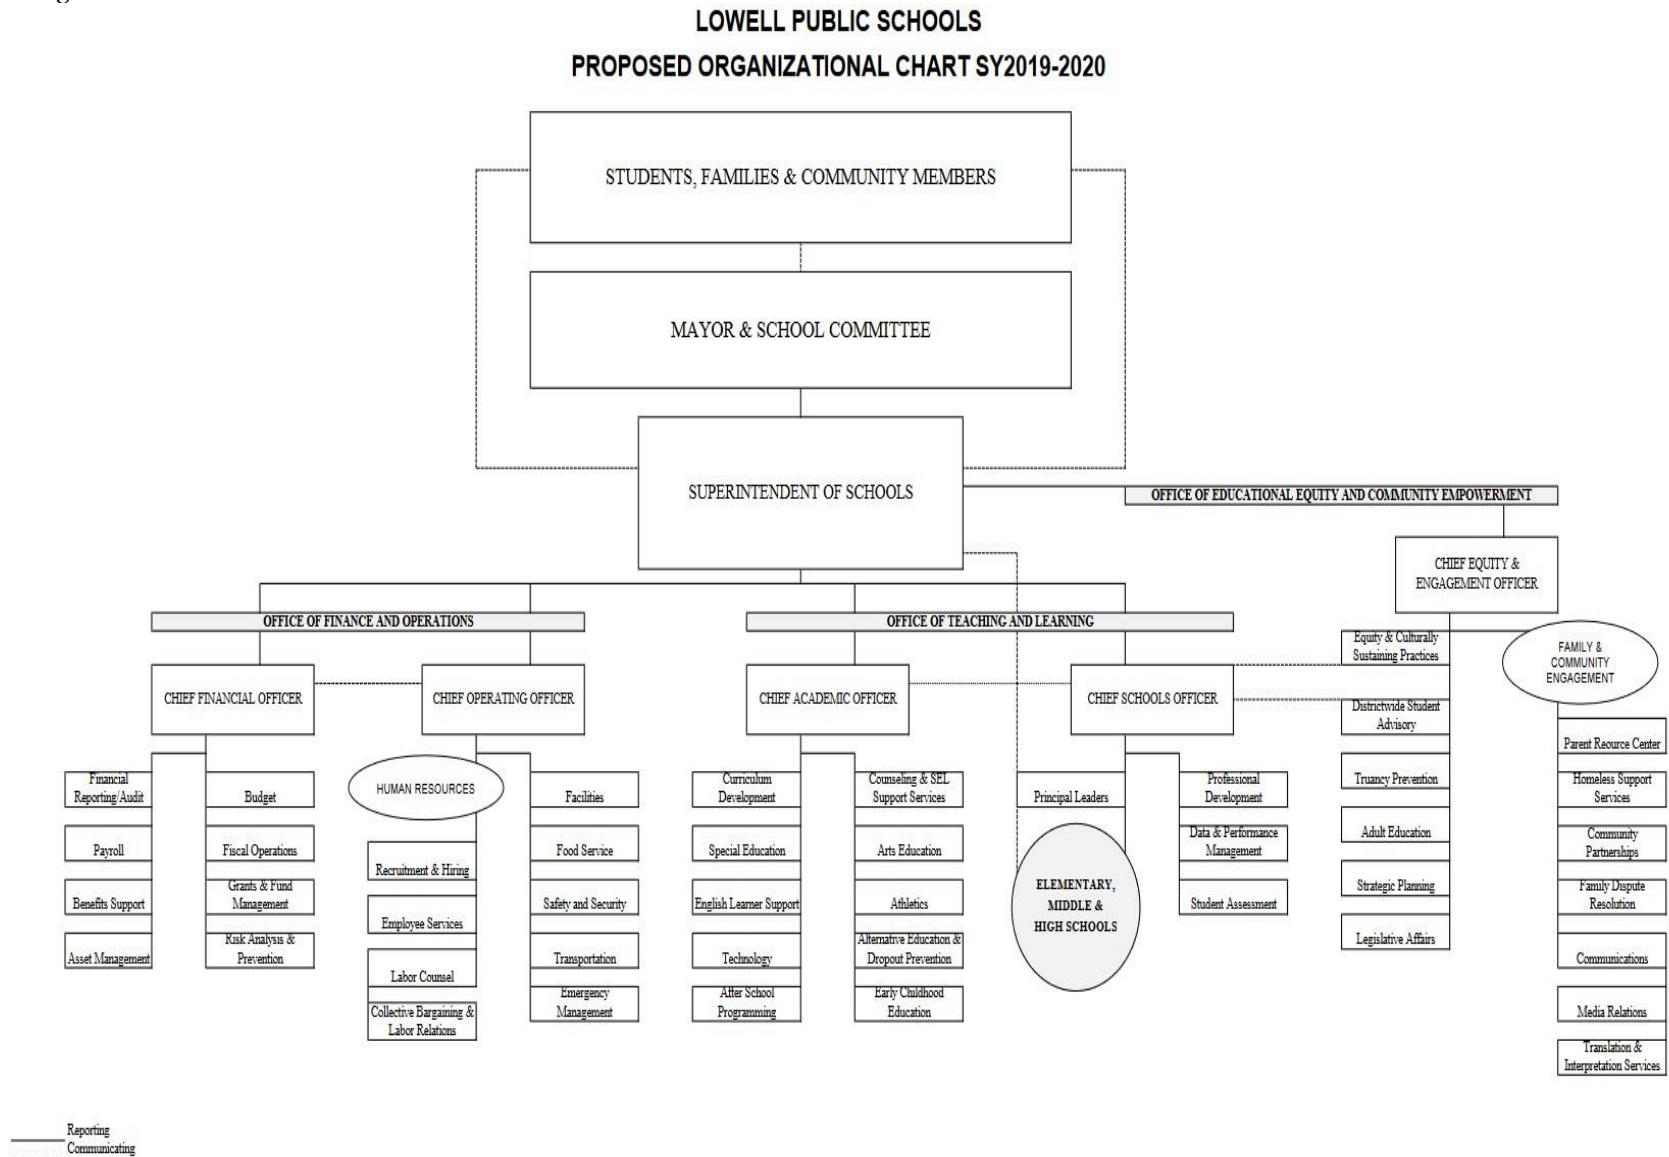 LOWELL PUBLIC SCHOOLS
PROPOSED ORGANIZATIONAL CHART SY2019-2020
STUDENTS, FAMILIES & COMMUNITY MEMBERS
MAYOR & SCHOOL COMMITTEE
SUPERINTENDENT OF SCHOOLS
OFFICE OF EDUCATIONAL EQUITY AND COMMUNITY EMPOWERMENT
CHIEF EQUITY &
ENGAGEMENT OFFICER
OFFICE OF FINANCE AND OPERATIONS
OFFICE OF TEACHING AND LEARNING
CHIEF FINANCIAL OFFICER
CHIEF OPERATING OFFICER
CHIEF ACADEMIC OFFICER
CHIEF SCHOOLS OFFICER
Financial
Reporting/Audit
Payroll
Benefits Support
Asset Management
Budget
Fiscal Operations
Grants & Fund
Management
Risk Analysis &
Prevention
HUMAN RESOURCES
Recruitment & Hiring
Employee Services
Labor Counsel
Collective Bargaining &
Labor Relations
Facilities
Food Service
Safety and Security
Transportation
Emergency
Management
Curriculum
Development
Special Education
English Learner Support
Technology
After School
Programming
Counseling & SEL
Support Services
Arts Education
Athletics
Alternative Education &
Dropout Prevention
Early Childhood
Education
Principal Leaders
ELEMENTARY,
MIDDLE &
HIGH SCHOOLS
Professional
Development
Data & Performance
Management
Student Assessment
Equity & Culturally
Sustaining Practices
Districtwide Student
Advisory
Truancy Prevention
Adult Education
Strategic Planning
Legislative Affairs
FAMILY &
COMMUNITY
ENGAGEMENT
Parent Reource Center
Homeless Support
Services
Community
Partnerships
Family Dispute
Resolution
Communications
Media Relations
Translation &
Interpretation Services
Reporting
Communicating